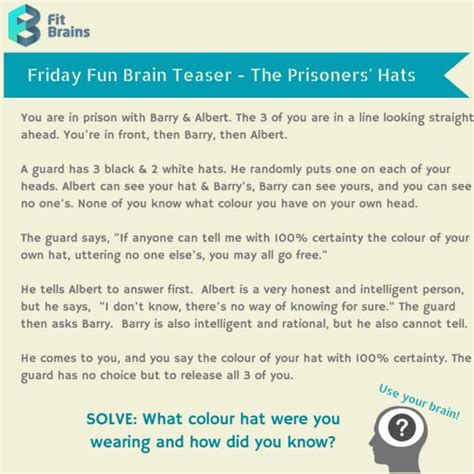 Fit
Brains
Friday Fun Brain Teaser - The Prisoners' Hats
You are in prison with Barry & Albert. The 3 of you are in a line looking straight
ahead. You're in front, then Barry, then Albert.
A guard has 3 black & 2 white hats. He randomly puts one on each of your
heads. Albert can see your hat & Barry's, Barry can see yours, and you can see
no one's. None of you know what colour you have on your own head.
The guard says, "If anyone can tell me with 100% certainty the colour of your
own hat, uttering no one else's, you may all go free."
He tells Albert to answer first. Albert is a very honest and intelligent person,
but he says, "I don't know, there's no way of knowing for sure." The guard
then asks Barry. Barry is also intelligent and rational, but he also cannot tell.
He comes to you, and you say the colour of your hat with 100% certainty. The
guard has no choice but to release all 3 of you.
Use your brain!
SOLVE: What colour hat were you
wearing and how did you know?
?